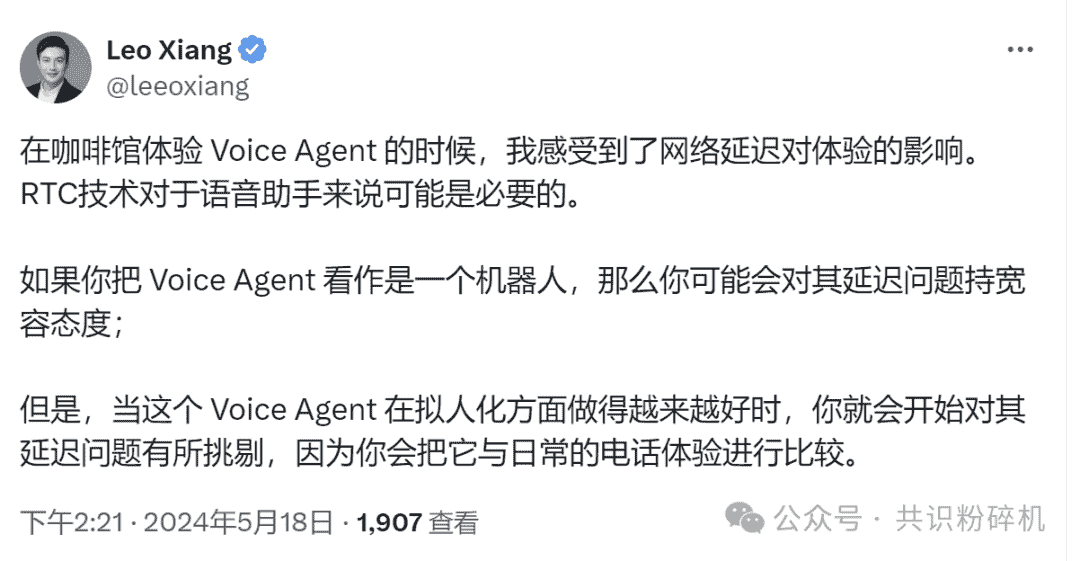 Leo Xiang
@leeoxiang
在咖啡馆体验 Voice Agent 的时候，我感受到了网络延迟对体验的影响。
RTC技术对于语音助手来说可能是必要的。
如果你把 Voice Agent 看作是一个机器人，那么你可能会对其延迟问题持宽
容态度；
但是，当这个 Voice Agent 在拟人化方面做得越来越好时，你就会开始对其
延迟问题有所挑剔，因为你会把它与日常的电话体验进行比较。
下午2:21 · 2024年5月18日 · 1,907 查看
公众号 · 共识粉碎机